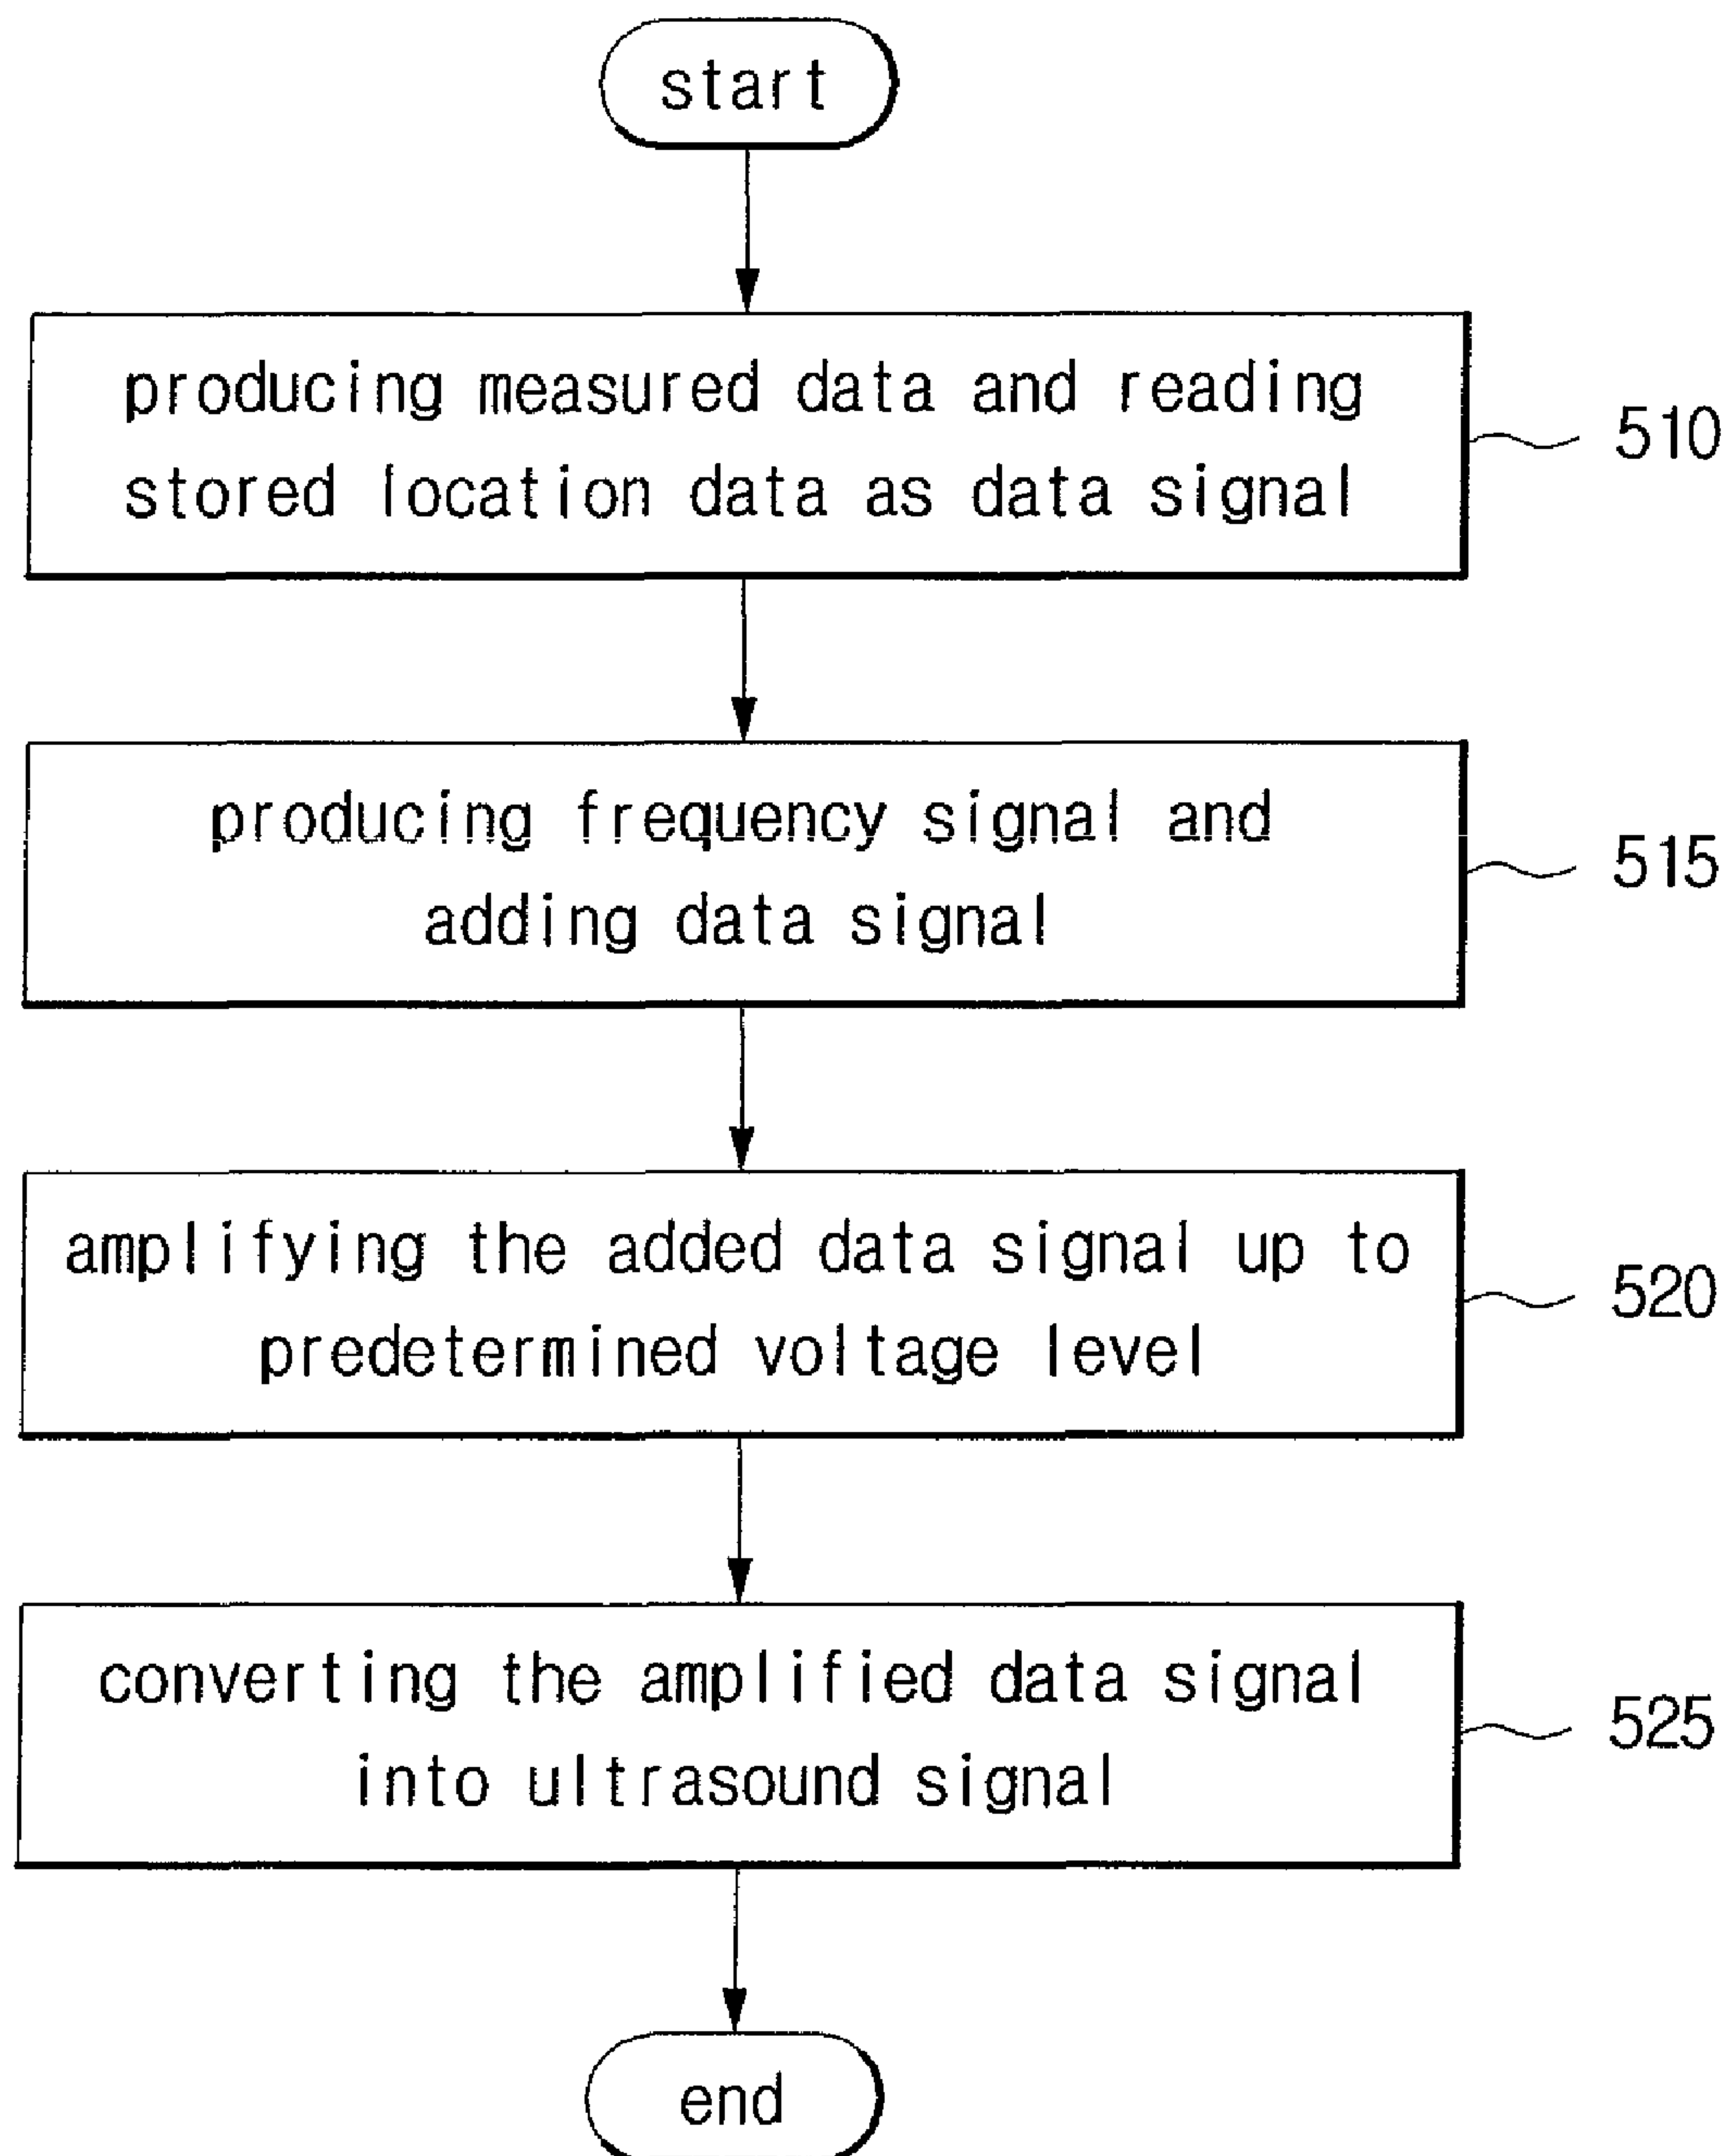 start
producing measured data and reading
stored location data as data signal
510
producing frequency signal and
adding data signal
515
amplifying the added data signal up to
predetermined voltage level
520
converting the amplified data signal
into ultrasound signal
525
end